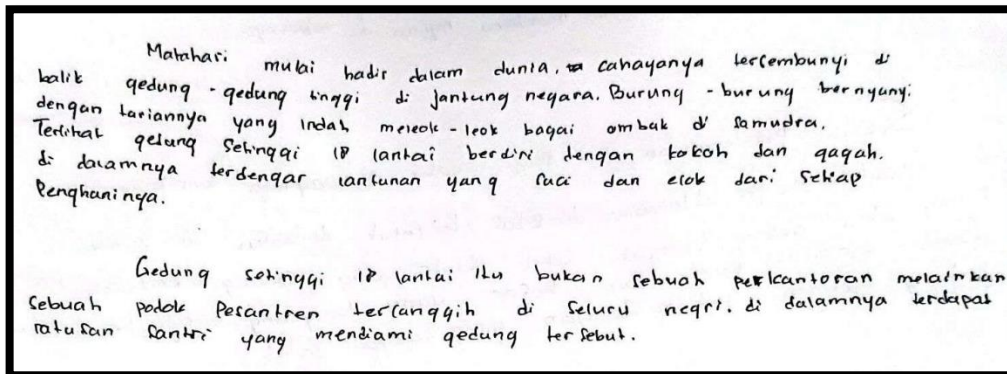 Matahari mulai hadir dalam dunia. cahayanya tersembunyi di
balik gedung - gedung tinggi di jantung negara. Burung - burung bernyanyi
dengan tariannya yang indah meleok - leok bagai ombak di samudra.
Terlihat gedung setinggi 18 lantai berdiri dengan kokoh dan gagah.
di dalamnya terdengar lantunan yang suci dan elok dari setiap
Penghuninya.
Gedung setinggi 18 lantai itu bukan sebuah perkantoran melainkan
sebuah podok Pesantren tercanggih di seluru negri. di dalamnya terdapat
ratusan santri yang mendiami gedung tersebut.